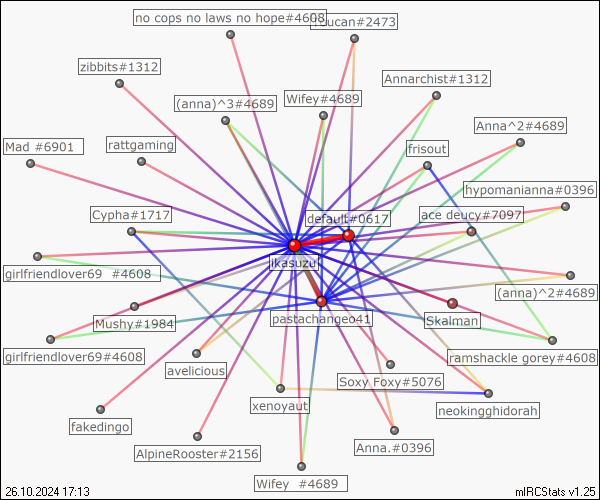 no cops no laws no hope#4608
zibbits#1312
Annarchist#1312
(anna)^3#4689
Wifey#4689
Anna^2#4689
Mad #6901
rattgaming
frisout
hypomanianna#0396
Cypha#1717
default#0617
ace deucy#7097
ikasuzu
girlfriendlover69 #4608
(anna)^2#4689
Mushy#1984
pastachangeo41
Skalman
girlfriendlover69#4608
ramshackle gorey#4608
avelicious
Soxy Foxy#5076
xenoyaut
neokingghidorah
fakedingo
AlpineRooster#2156
Anna.#0396
Wifey #4689
26.10.2024 17:13
mIRCStats v1.25